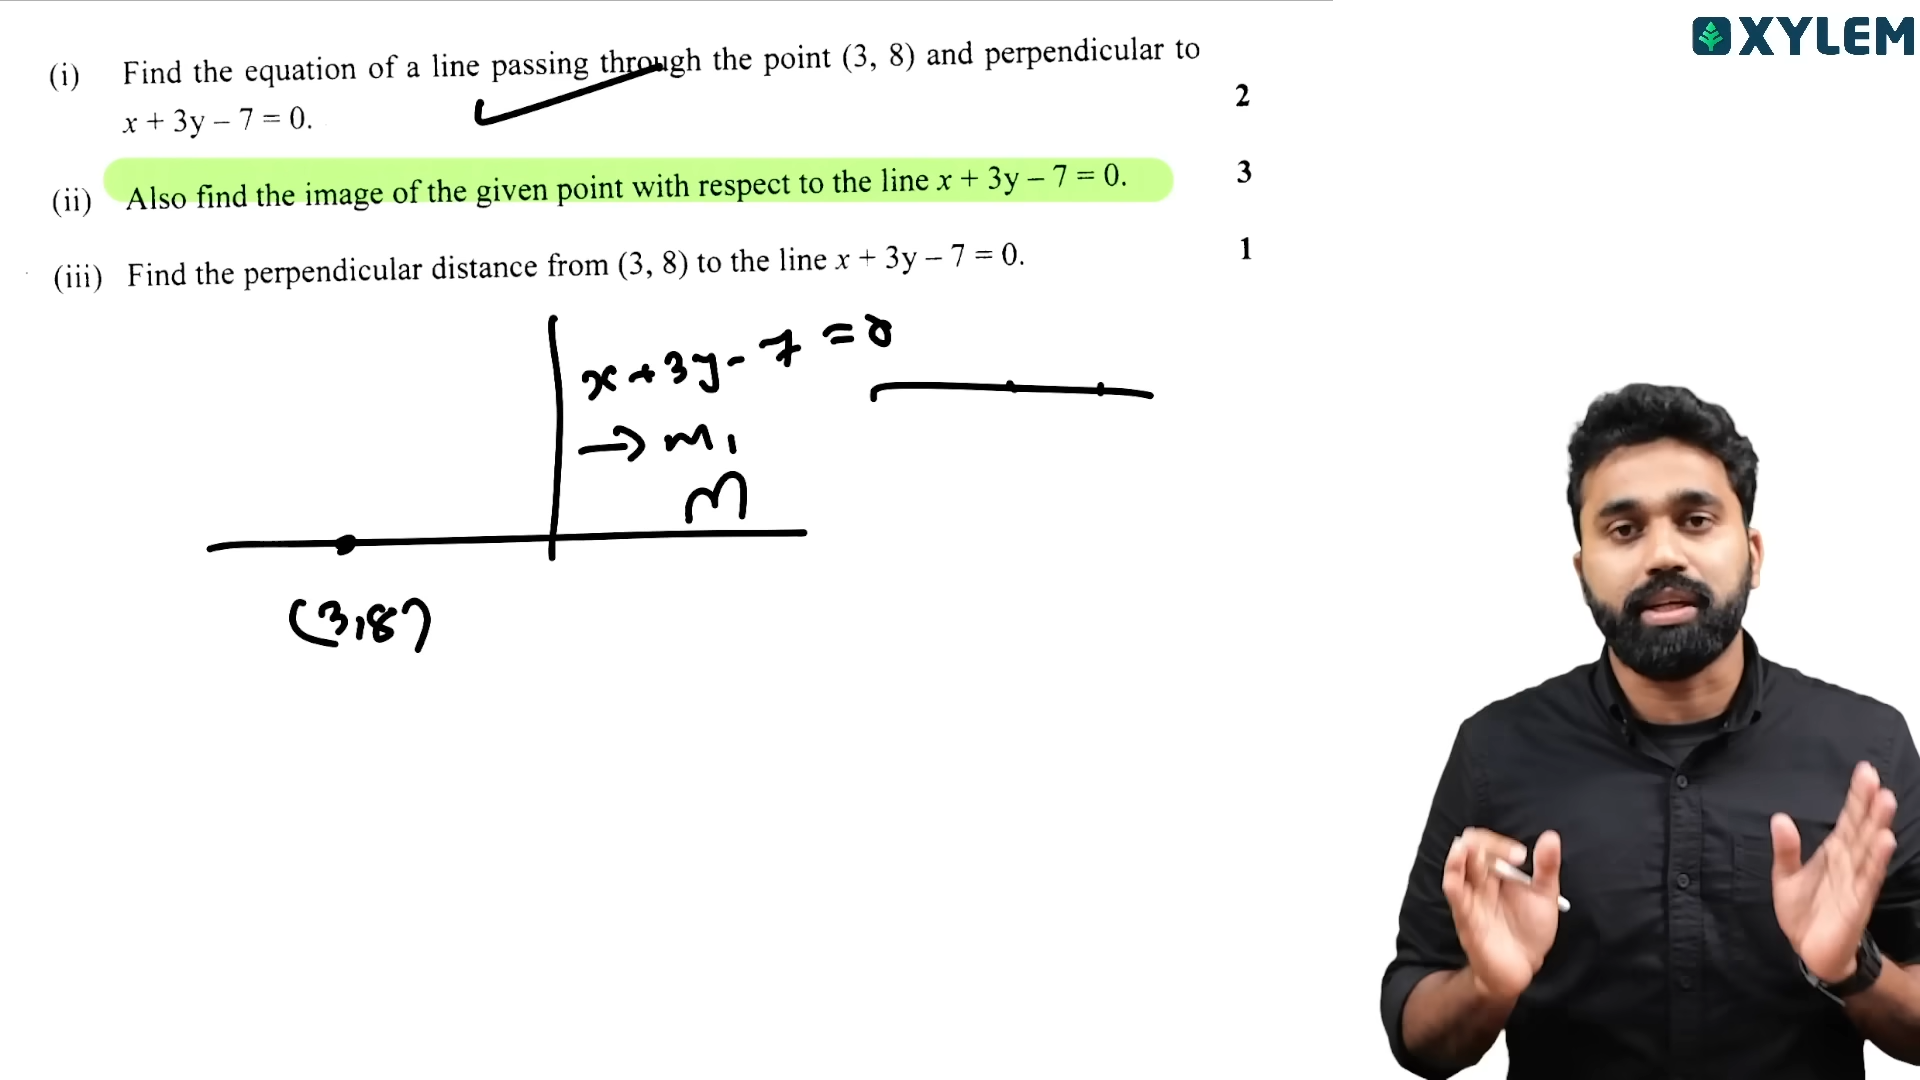 XYLEM
(i) Find the equation of a line passing through the point (3, 8) and perpendicular to
x + 3y – 7 = 0. 2
(ii) Also find the image of the given point with respect to the line x + 3y – 7 = 0. 3
(iii) Find the perpendicular distance from (3, 8) to the line x + 3y – 7 = 0. 1
x + 3y - 7 = 0
→ m1
m
(3,8)